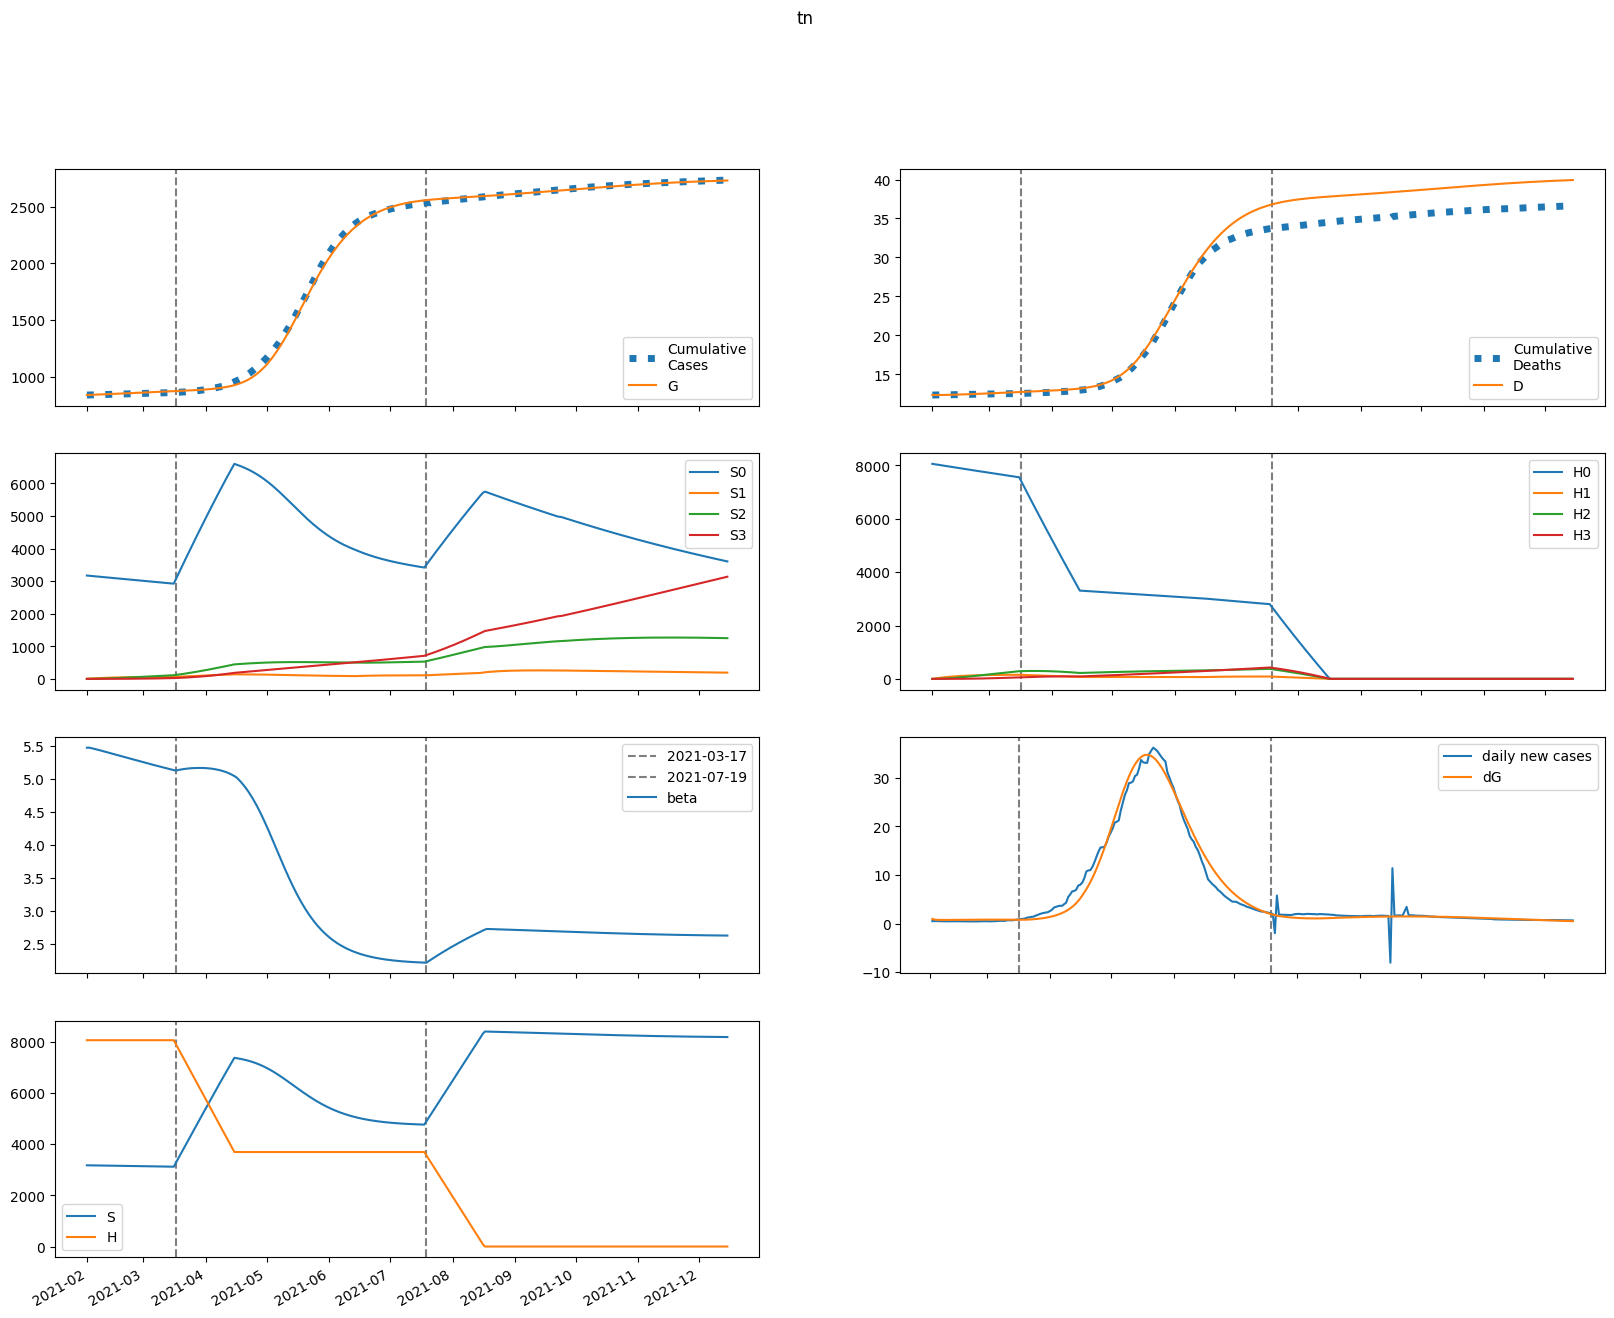 tn
2500
2000
1500
1000
Cumulative
Cases
G
40
35
30
25
20
15
Cumulative
Deaths
D
6000
5000
4000
3000
2000
1000
0
S0
S1
S2
S3
8000
6000
4000
2000
0
H0
H1
H2
H3
5.5
5.0
4.5
4.0
3.5
3.0
2.5
2021-03-17
2021-07-19
beta
30
20
10
0
−10
daily new cases
dG
8000
6000
4000
2000
0
S
H
2021-02
2021-03
2021-04
2021-05
2021-06
2021-07
2021-08
2021-09
2021-10
2021-11
2021-12